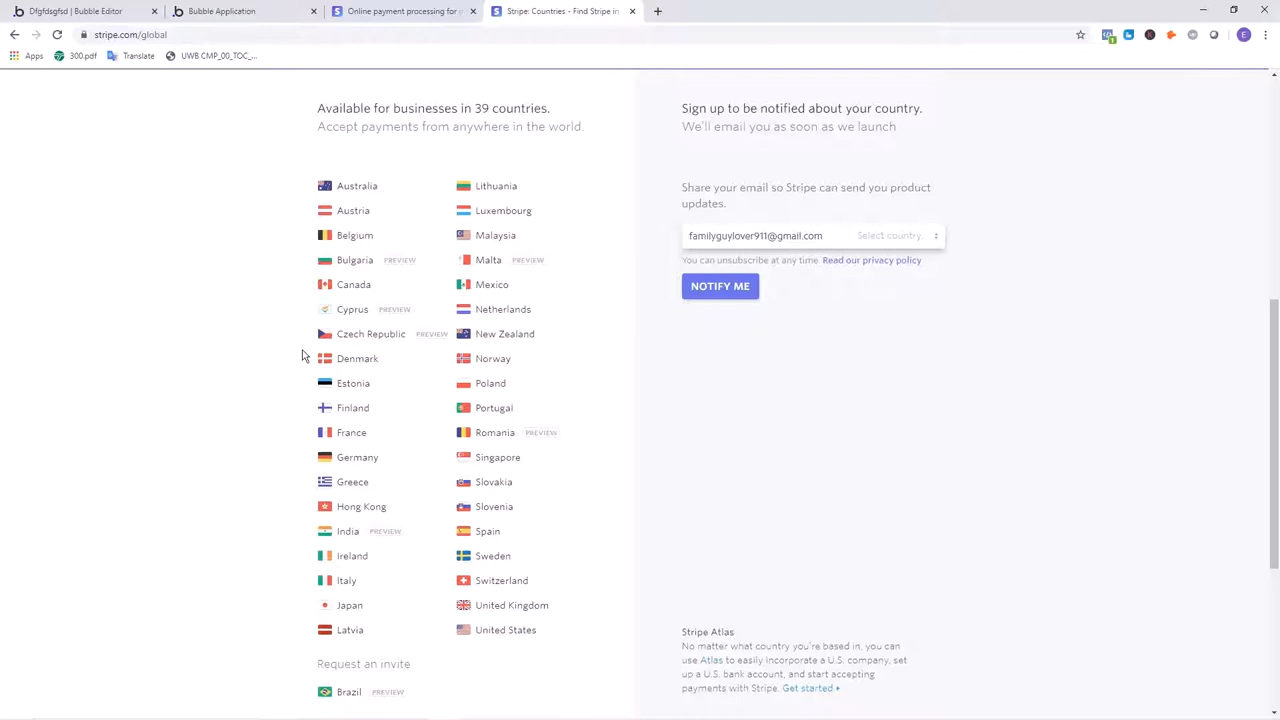 Dfgfdsgfsd | Bubble Editor
Bubble Application
Online payment processing for e
Stripe: Countries - Find Stripe in
stripe.com/global
E
Apps
300.pdf
Translate
UWB CMP_00_TOC_...
Available for businesses in 39 countries.
Accept payments from anywhere in the world.
Australia
Austria
Belgium
Bulgaria PREVIEW
Canada
Cyprus PREVIEW
Czech Republic PREVIEW
Denmark
Estonia
Finland
France
Germany
Greece
Hong Kong
India PREVIEW
Ireland
Italy
Japan
Latvia
Lithuania
Luxembourg
Malaysia
Malta PREVIEW
Mexico
Netherlands
New Zealand
Norway
Poland
Portugal
Romania PREVIEW
Singapore
Slovakia
Slovenia
Spain
Sweden
Switzerland
United Kingdom
United States
Request an invite
Brazil PREVIEW
Sign up to be notified about your country.
We'll email you as soon as we launch
Share your email so Stripe can send you product
updates.
familyguylover911@gmail.com Select country
You can unsubscribe at any time. Read our privacy policy
NOTIFY ME
Stripe Atlas
No matter what country you're based in, you can
use Atlas to easily incorporate a U.S. company, set
up a U.S. bank account, and start accepting
payments with Stripe. Get started